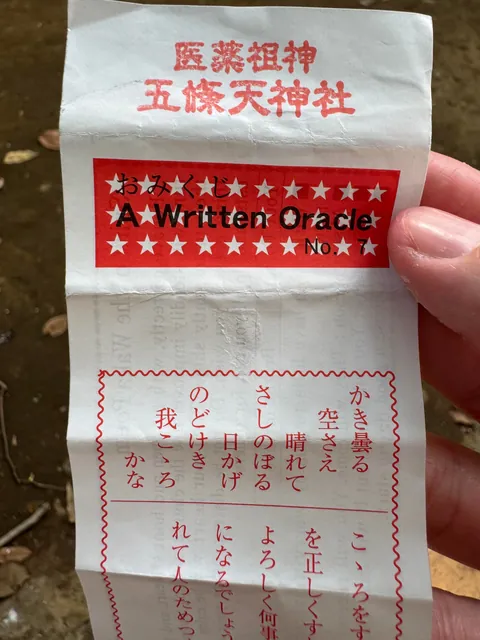 医薬祖神
五條天神社
おみくじ
A Written Oracle
No. 7
かき曇る
空さえ
晴れて
さしのぼる
日かげ
のどけき
我こゝろ
かな
こゝろをす
を正しくす
よろしく何事
になるでしょう
れて人のためつ